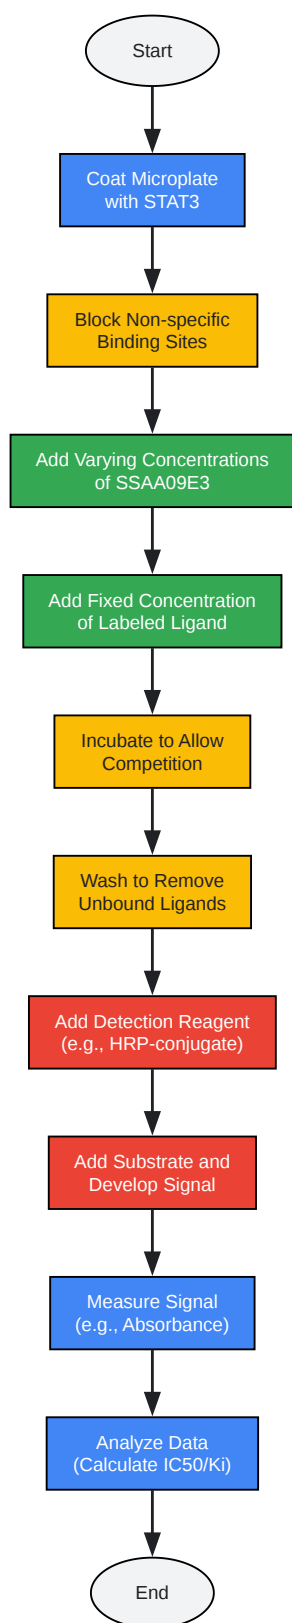 Start
Coat Microplate
with STAT3
Block Non-specific
Binding Sites
Add Varying Concentrations
of SSAA09E3
Add Fixed Concentration
of Labeled Ligand
Incubate to Allow
Competition
Wash to Remove
Unbound Ligands
Add Detection Reagent
(e.g., HRP-conjugate)
Add Substrate and
Develop Signal
Measure Signal
(e.g., Absorbance)
Analyze Data
(Calculate IC50/Ki)
End